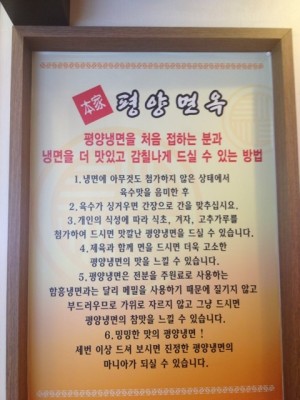 本家 평양면옥
평양냉면을 처음 접하는 분과
냉면을 더 맛있고 감칠나게 드실 수 있는 방법
1.냉면에 아무것도 첨가하지 않은 상태에서
육수맛을 음미한 후
2.육수가 싱거우면 간장으로 간을 맞추십시요.
3.개인의 식성에 따라 식초, 겨자, 고추가루를
첨가하여 드시면 맛깔난 평양냉면을 드실 수 있습니다.
4.제육과 함께 면을 드시면 더욱 고소한
평양냉면의 맛을 느낄 수 있습니다.
5.평양냉면은 전분을 주원료로 사용하는
함흥냉면과는 달리 메밀을 사용하기 때문에 질기지 않고
부드러우므로 가위로 자르지 않고 그냥 드시면
평양냉면의 참맛을 느낄 수 있습니다.
6.밍밍한 맛의 평양냉면 !
세번 이상 드셔 보시면 진정한 평양냉면의
마니아가 되실 수 있습니다.